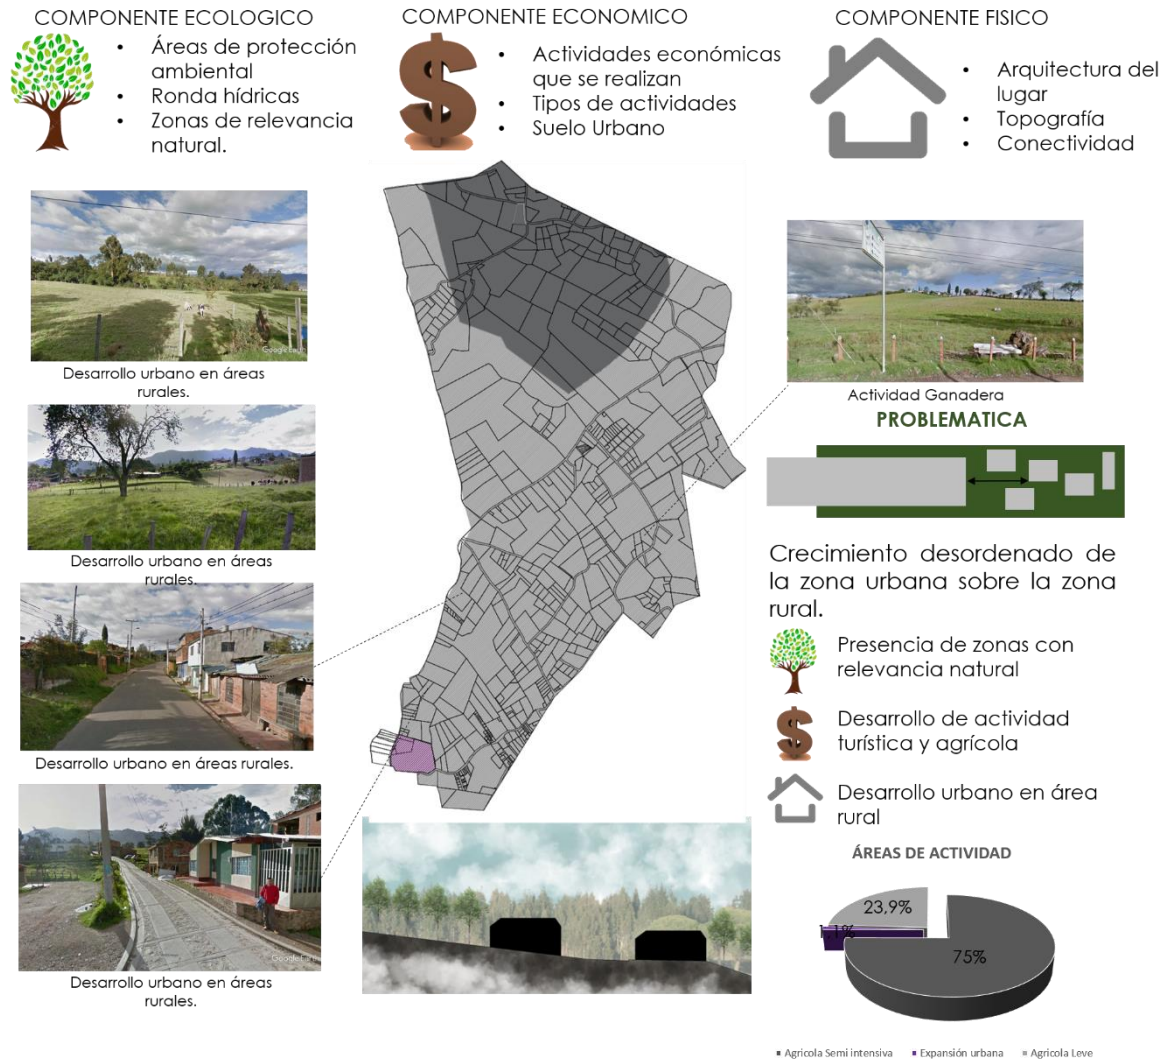 COMPONENTE ECOLOGICO
• Áreas de protección
ambiental
• Ronda hídricas
• Zonas de relevancia
natural.
COMPONENTE ECONOMICO
• Actividades económicas
que se realizan
• Tipos de actividades
• Suelo Urbano
COMPONENTE FISICO
• Arquitectura del
lugar
• Topografía
• Conectividad
Google Earth
Desarrollo urbano en áreas
rurales.
Desarrollo urbano en áreas
rurales.
Desarrollo urbano en áreas rurales.
Google Earth
Desarrollo urbano en áreas
rurales.
Actividad Ganadera
PROBLEMATICA
Crecimiento desordenado de
la zona urbana sobre la zona
rural.
Presencia de zonas con
relevancia natural
Desarrollo de actividad
turística y agrícola
Desarrollo urbano en área
rural
ÁREAS DE ACTIVIDAD
23,9%
1,1%
75%
Agricola Semi intensiva
Expansión urbana
Agricola Leve